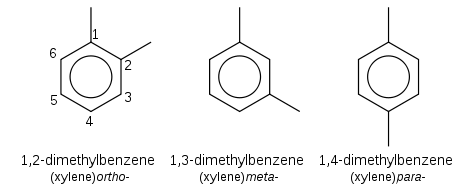 1
2
3
4
5
6
1,2-dimethylbenzene
(xylene)ortho-
1,3-dimethylbenzene
(xylene)meta-
1,4-dimethylbenzene
(xylene)para-